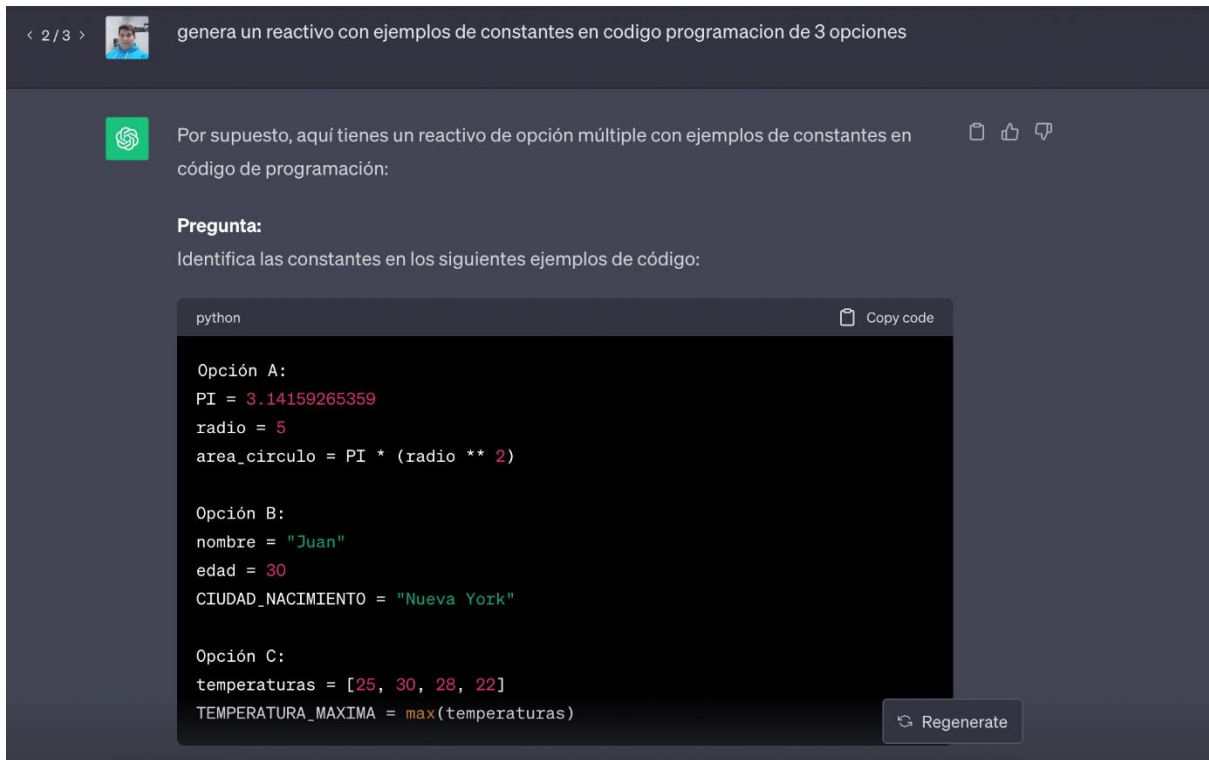 < 2/3 >
genera un reactivo con ejemplos de constantes en codigo programacion de 3 opciones
Por supuesto, aquí tienes un reactivo de opción múltiple con ejemplos de constantes en
código de programación:
Pregunta:
Identifica las constantes en los siguientes ejemplos de código:
python
Copy code
Opción A:
PI = 3.14159265359
radio = 5
area_circulo = PI * (radio ** 2)
Opción B:
nombre = "Juan"
edad = 30
CIUDAD_NACIMIENTO = "Nueva York"
Opción C:
temperaturas = [25, 30, 28, 22]
TEMPERATURA_MAXIMA = max(temperaturas)
Regenerate